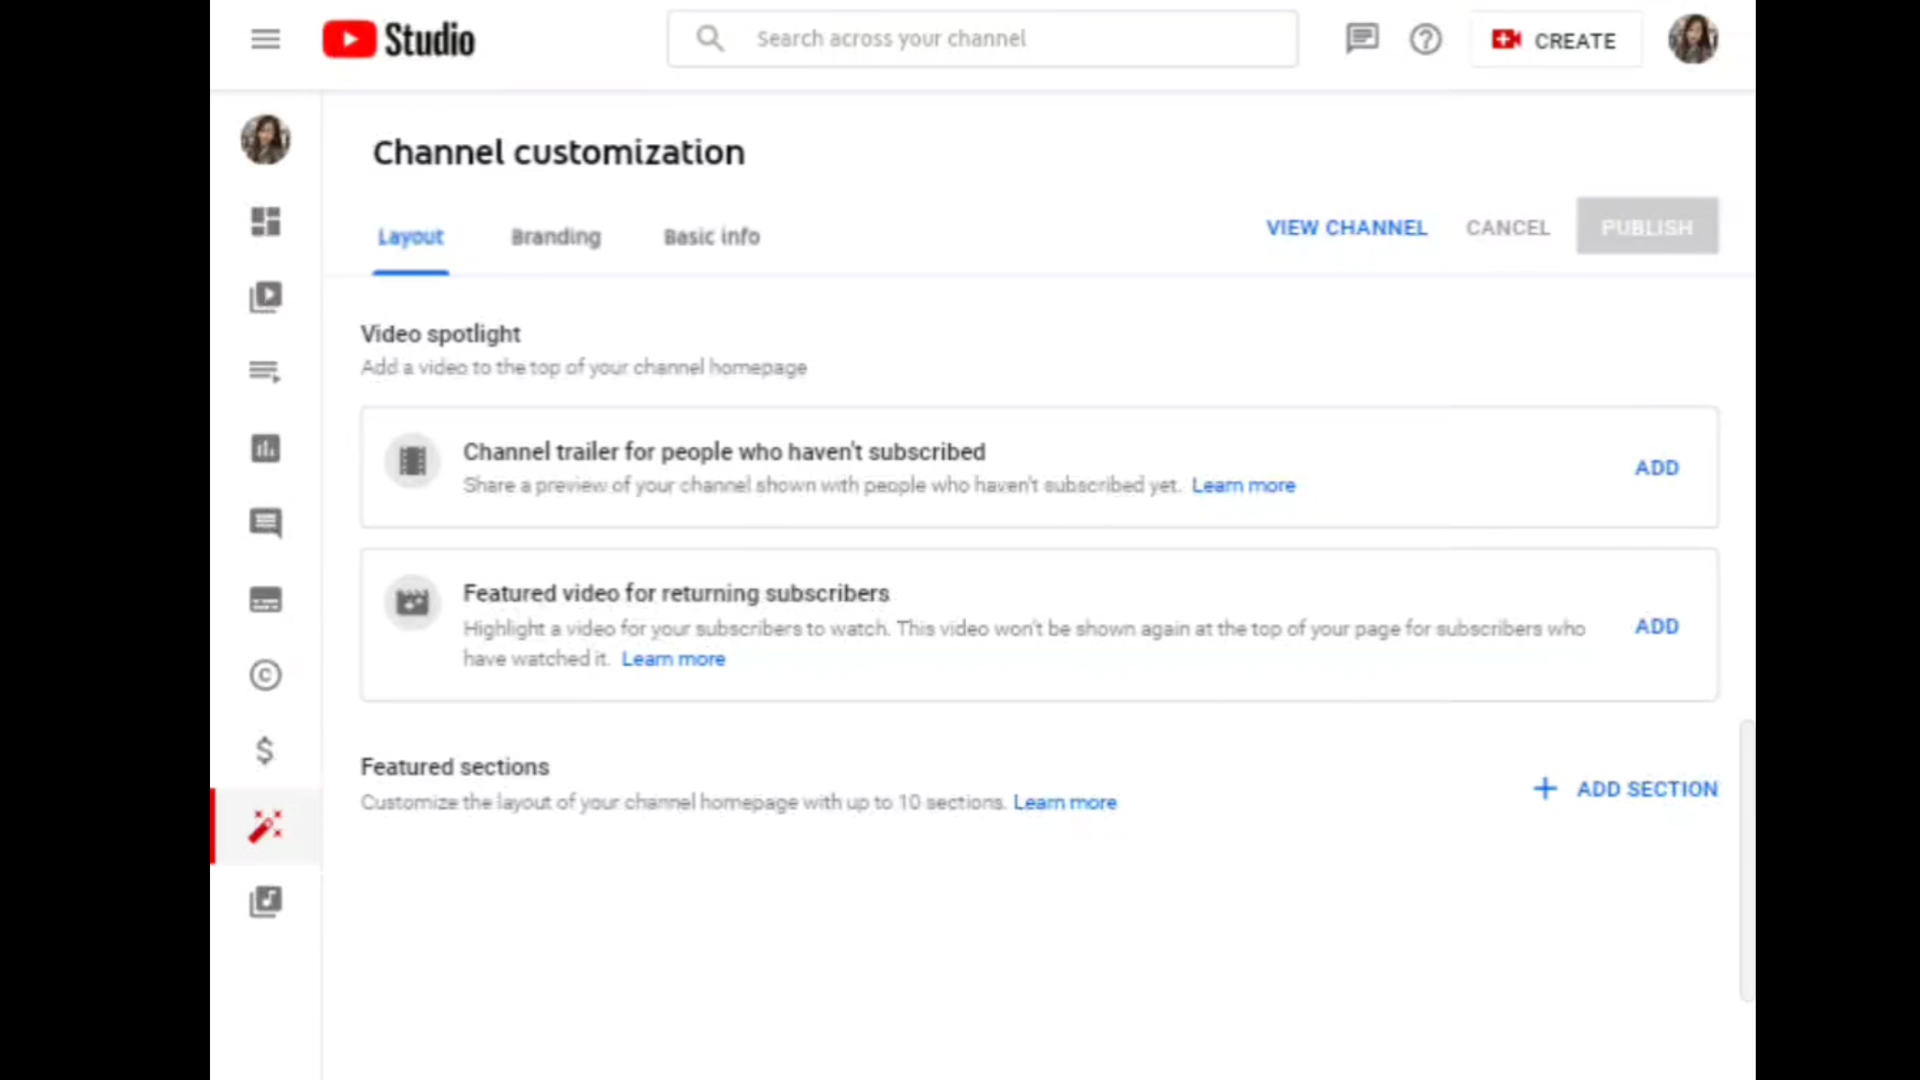 Studio
Search across your channel
CREATE
Channel customization
Layout
Branding
Basic info
VIEW CHANNEL
CANCEL
PUBLISH
Video spotlight
Add a video to the top of your channel homepage
Channel trailer for people who haven't subscribed
Share a preview of your channel shown with people who haven't subscribed yet. Learn more
ADD
Featured video for returning subscribers
Highlight a video for your subscribers to watch. This video won't be shown again at the top of your page for subscribers who
have watched it. Learn more
ADD
Featured sections
Customize the layout of your channel homepage with up to 10 sections. Learn more
ADD SECTION